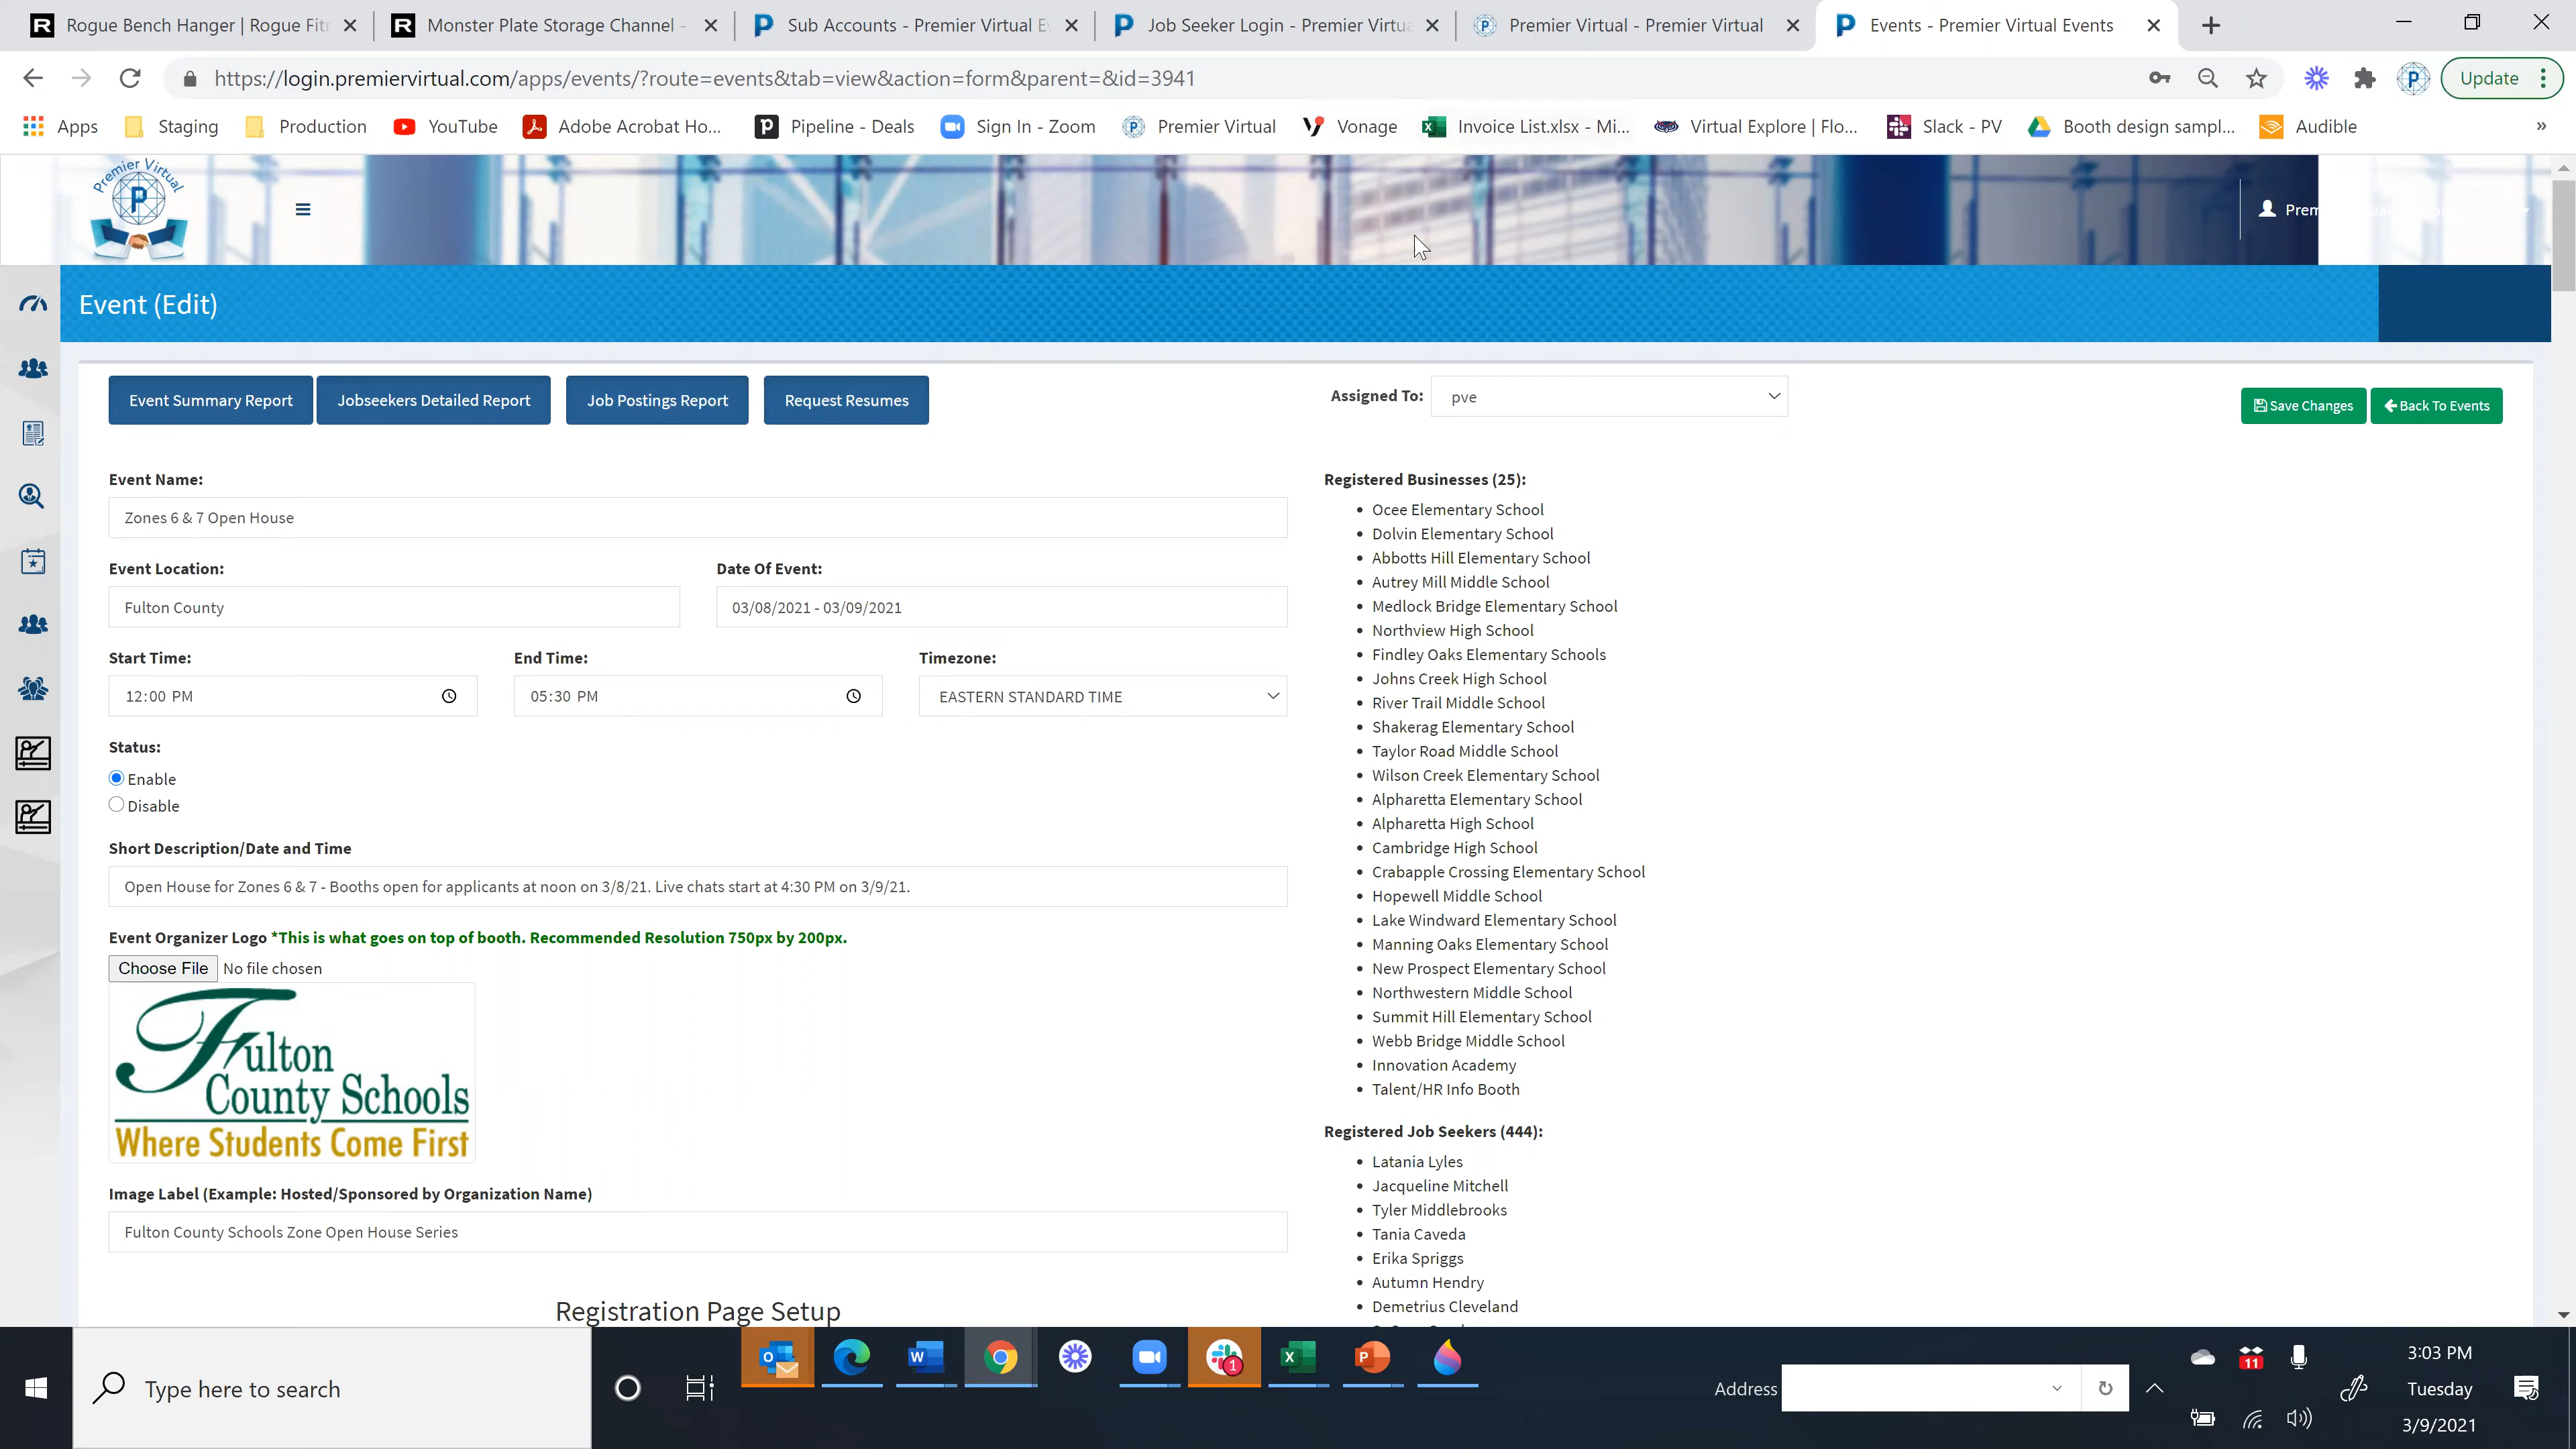 Rogue Bench Hanger | Rogue Fitn
Monster Plate Storage Channel -
Sub Accounts - Premier Virtual E
Job Seeker Login - Premier Virtua
Premier Virtual - Premier Virtual
Events - Premier Virtual Events
https://login.premiervirtual.com/apps/events/?route=events&tab=view&action=form&parent=&id=3941
Update
Apps
Staging
Production
YouTube
Adobe Acrobat Ho...
Pipeline - Deals
Sign In - Zoom
Premier Virtual
Vonage
Invoice List.xlsx - Mi...
Virtual Explore | Flo...
Slack - PV
Booth design sampl...
Audible
»
Premier Virtual
P
Prem
Event (Edit)
Event Summary Report
Jobseekers Detailed Report
Job Postings Report
Request Resumes
Assigned To:
pve
Save Changes
Back To Events
Event Name:
Zones 6 & 7 Open House
Event Location:
Date Of Event:
Fulton County
03/08/2021 - 03/09/2021
Start Time:
End Time:
Timezone:
12:00 PM
05:30 PM
EASTERN STANDARD TIME
Status:
Enable
Disable
Short Description/Date and Time
Open House for Zones 6 & 7 - Booths open for applicants at noon on 3/8/21. Live chats start at 4:30 PM on 3/9/21.
Event Organizer Logo *This is what goes on top of booth. Recommended Resolution 750px by 200px.
Choose File No file chosen
Fulton
County Schools
Where Students Come First
Image Label (Example: Hosted/Sponsored by Organization Name)
Fulton County Schools Zone Open House Series
Registration Page Setup
Registered Businesses (25):
• Ocee Elementary School
• Dolvin Elementary School
• Abbotts Hill Elementary School
• Autrey Mill Middle School
• Medlock Bridge Elementary School
• Northview High School
• Findley Oaks Elementary Schools
• Johns Creek High School
• River Trail Middle School
• Shakerag Elementary School
• Taylor Road Middle School
• Wilson Creek Elementary School
• Alpharetta Elementary School
• Alpharetta High School
• Cambridge High School
• Crabapple Crossing Elementary School
• Hopewell Middle School
• Lake Windward Elementary School
• Manning Oaks Elementary School
• New Prospect Elementary School
• Northwestern Middle School
• Summit Hill Elementary School
• Webb Bridge Middle School
• Innovation Academy
• Talent/HR Info Booth
Registered Job Seekers (444):
• Latania Lyles
• Jacqueline Mitchell
• Tyler Middlebrooks
• Tania Caveda
• Erika Spriggs
• Autumn Hendry
• Demetrius Cleveland
Type here to search
1
Address
11
3:03 PM
Tuesday
3/9/2021